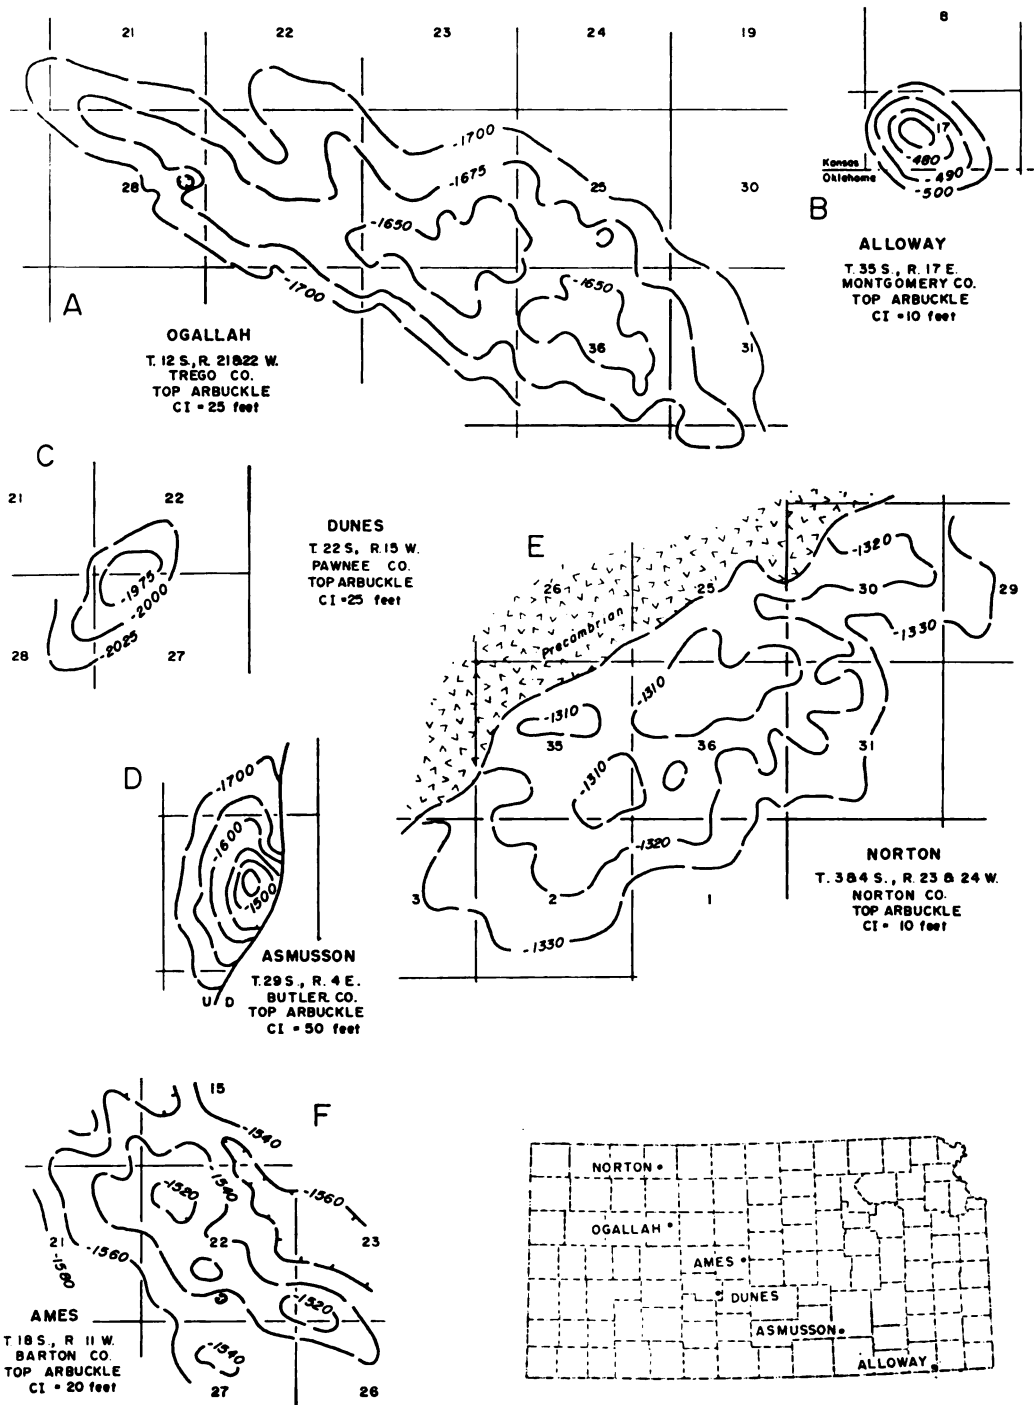 21 22 23 24 19
8
-1700
-1675
17
-480
Kansas
Oklahoma
-490
-500
28
25
30
B
-1650
ALLOWAY
T. 35 S., R. 17 E.
MONTGOMERY CO.
TOP ARBUCKLE
CI = 10 feet
-1700
-1650
A
36
31
OGALLAH
T. 12 S., R. 21&22 W.
TREGO CO.
TOP ARBUCKLE
CI = 25 feet
C
21 22
-1975
-2000
-2025
28 27
DUNES
T. 22 S., R. 15 W.
PAWNEE CO.
TOP ARBUCKLE
CI = 25 feet
E
-1320
26 25 30 29
Precambrian
-1330
-1310
-1310
35 36 31
-1310
-1320
3 2 1
-1330
NORTON
T. 3&4 S., R. 23 & 24 W.
NORTON CO.
TOP ARBUCKLE
CI = 10 feet
D
-1700
-1600
-1500
U D
ASMUSSON
T. 29 S., R. 4 E.
BUTLER CO.
TOP ARBUCKLE
CI = 50 feet
15
F
-1540
-1520
-1540
-1560
21 22 23
-1560
-1580
-1520
-1540
27 26
AMES
T. 18 S., R. 11 W.
BARTON CO.
TOP ARBUCKLE
CI = 20 feet
NORTON
OGALLAH
AMES
DUNES
ASMUSSON
ALLOWAY